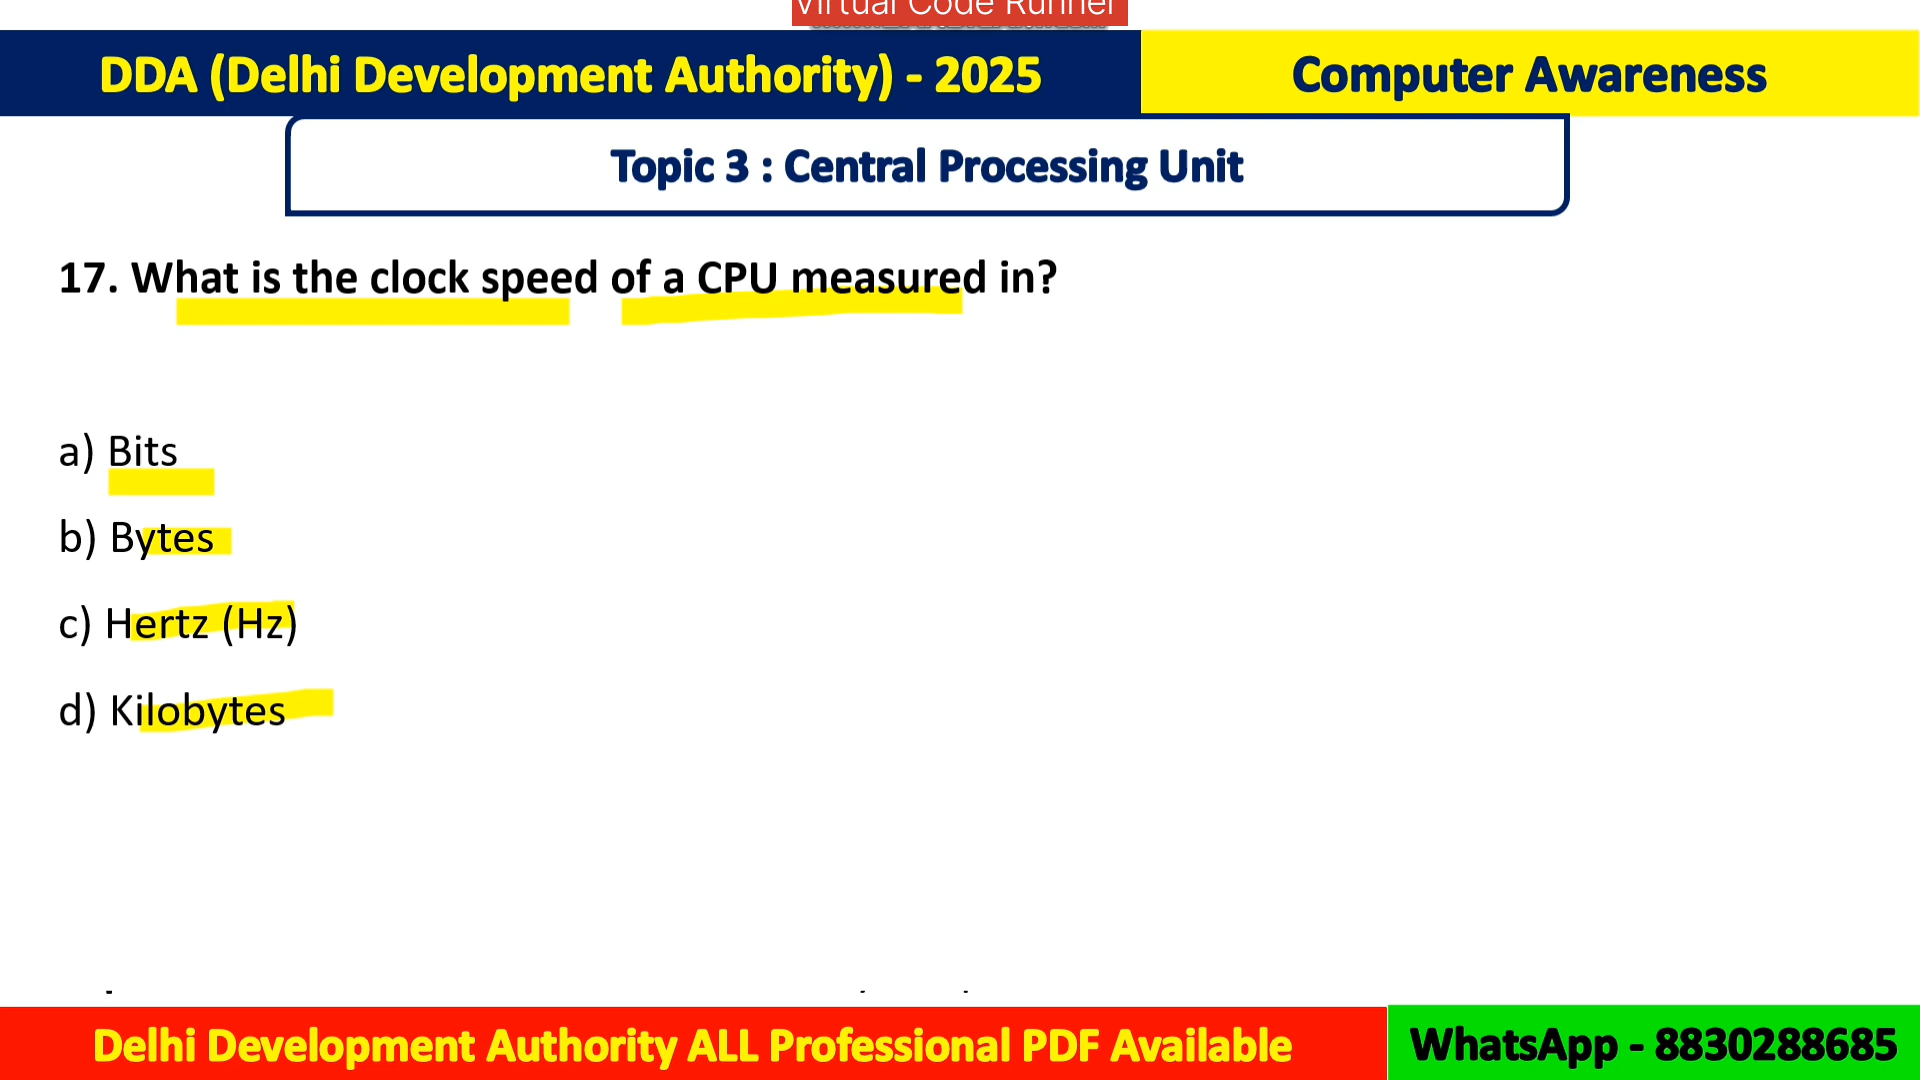 Virtual Code Runner
DDA (Delhi Development Authority) - 2025
Computer Awareness
Topic 3 : Central Processing Unit
17. What is the clock speed of a CPU measured in?
a) Bits
b) Bytes
c) Hertz (Hz)
d) Kilobytes
Delhi Development Authority ALL Professional PDF Available
WhatsApp - 8830288685